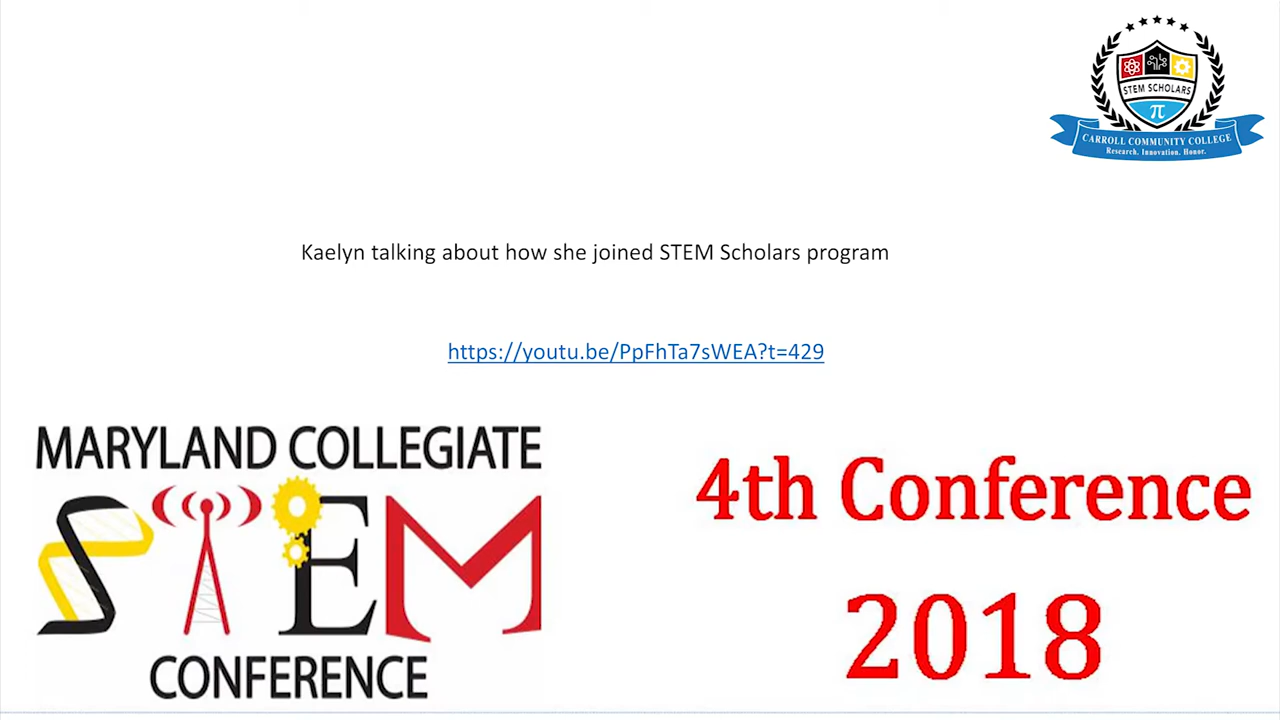 STEM SCHOLARS
π
CARROLL COMMUNITY COLLEGE
Research. Innovation. Honor.
Kaelyn talking about how she joined STEM Scholars program
https://youtu.be/PpFhTa7sWEA?t=429
MARYLAND COLLEGIATE
STEM
CONFERENCE
4th Conference
2018